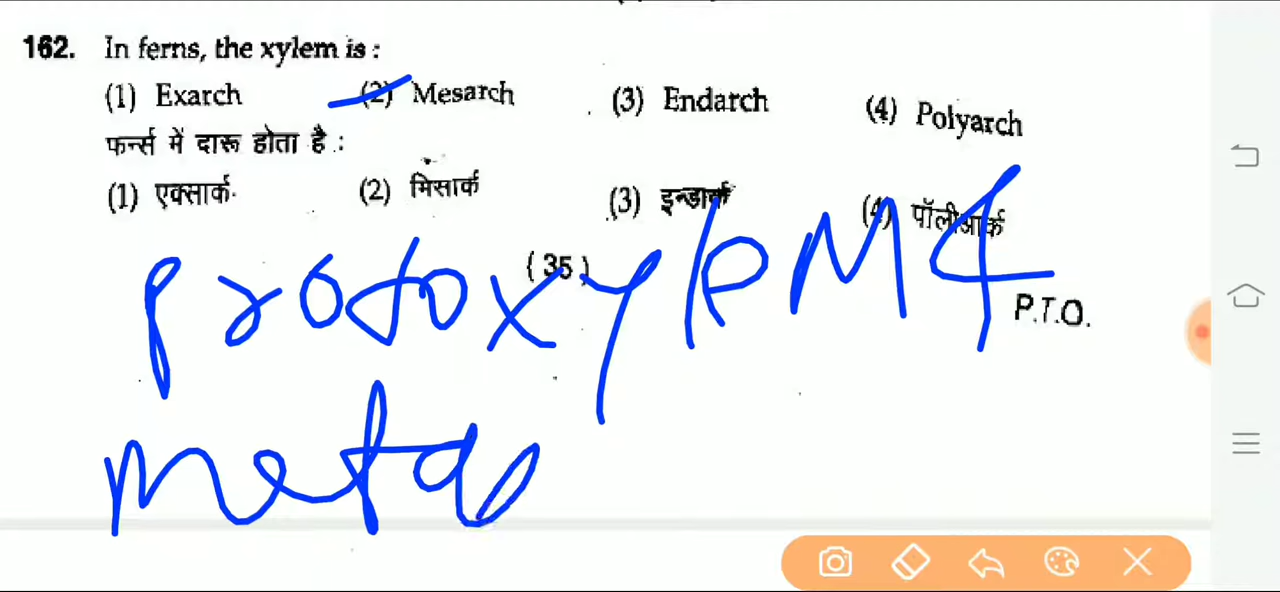 162. In ferns, the xylem is :
(1) Exarch (2) Mesarch (3) Endarch (4) Polyarch
फर्न्स में दारू होता है :
(1) एक्सार्क (2) मिसार्क (3) इन्डार्क (4) पॉलीआर्क
( 35 )
P.T.O.
protoxylem 4
meta